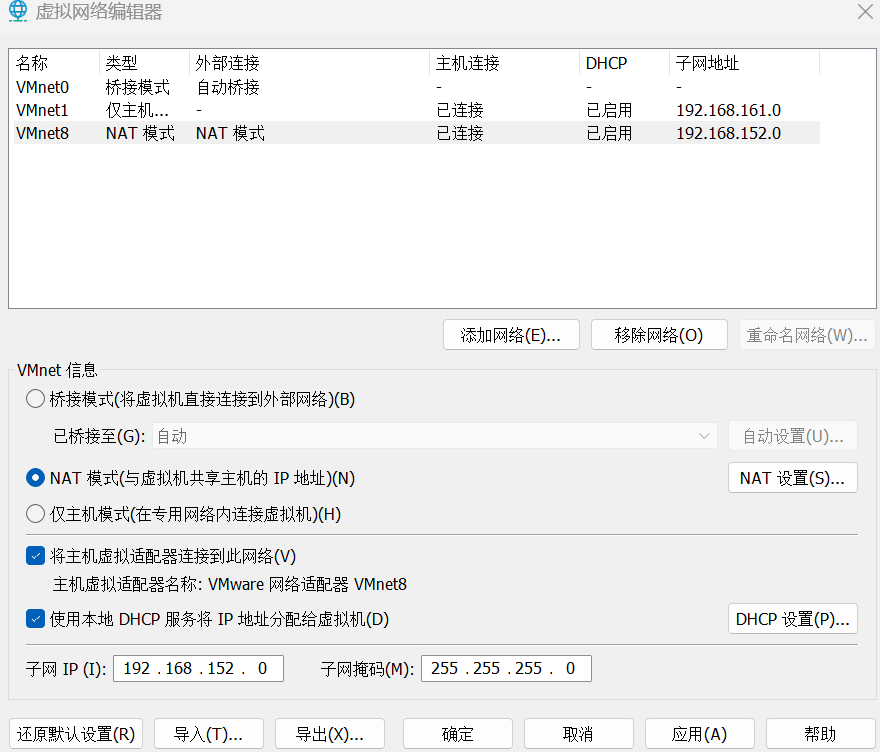 虚拟网络编辑器
名称 类型 外部连接 主机连接 DHCP 子网地址
VMnet0 桥接模式 自动桥接 - - -
VMnet1 仅主机... - 已连接 已启用 192.168.161.0
VMnet8 NAT 模式 NAT 模式 已连接 已启用 192.168.152.0
添加网络(E)... 移除网络(O) 重命名网络(W)...
VMnet 信息
桥接模式(将虚拟机直接连接到外部网络)(B)
已桥接至(G): 自动 自动设置(U)...
NAT 模式(与虚拟机共享主机的 IP 地址)(N) NAT 设置(S)...
仅主机模式(在专用网络内连接虚拟机)(H)
将主机虚拟适配器连接到此网络(V)
主机虚拟适配器名称: VMware 网络适配器 VMnet8
使用本地 DHCP 服务将 IP 地址分配给虚拟机(D) DHCP 设置(P)...
子网 IP (I): 192 . 168 . 152 . 0 子网掩码(M): 255 . 255 . 255 . 0
还原默认设置(R) 导入(T)... 导出(X)... 确定 取消 应用(A) 帮助